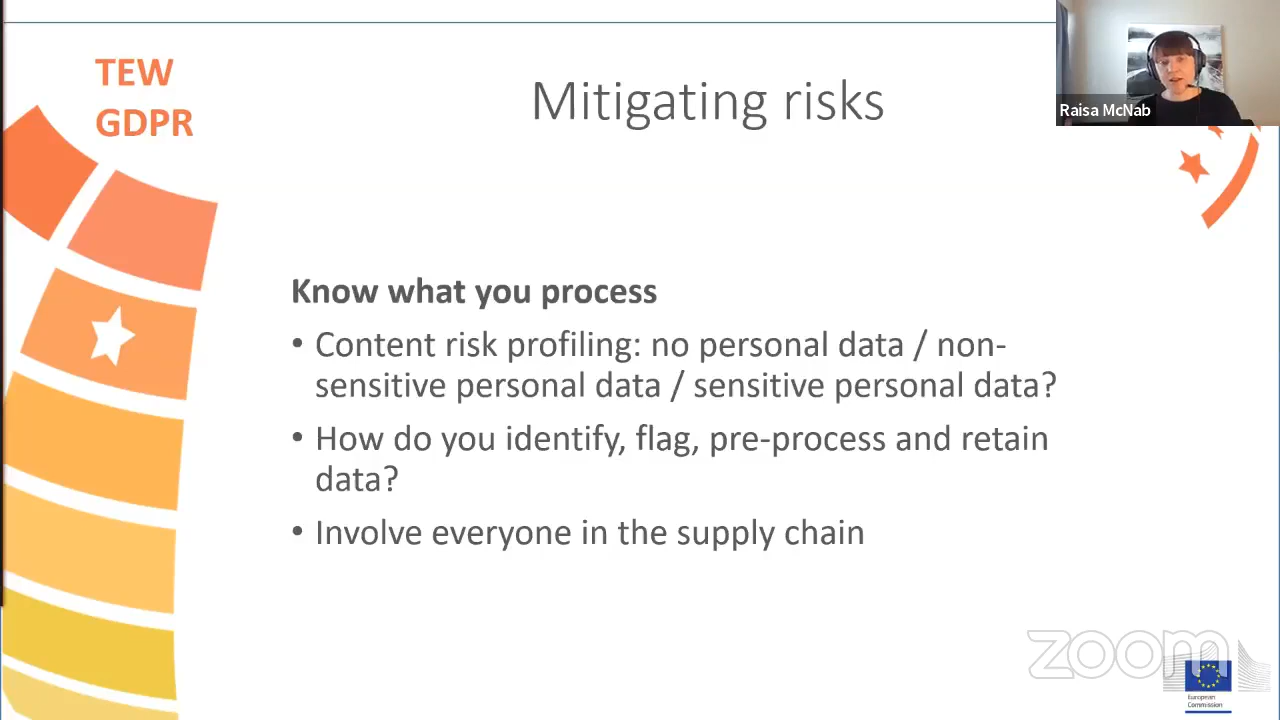 TEW
GDPR
Mitigating risks
Raisa McNab
Know what you process
• Content risk profiling: no personal data / non-
sensitive personal data / sensitive personal data?
• How do you identify, flag, pre-process and retain
data?
• Involve everyone in the supply chain
zoom
European
Commission